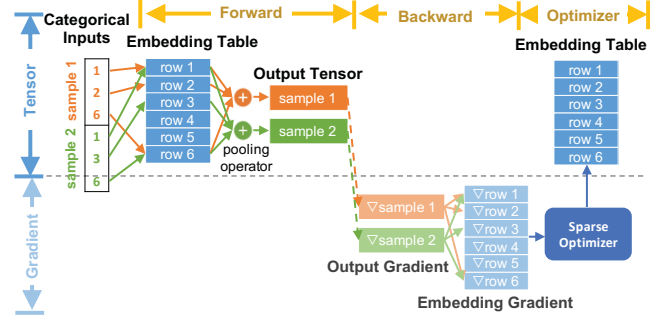 Forward
Backward
Optimizer
Categorical
Inputs
Embedding Table
Output Tensor
Embedding Table
Tensor
Gradient
sample 1
sample 2
1
2
6
1
3
6
row 1
row 2
row 3
row 4
row 5
row 6
+
+
pooling
operator
sample 1
sample 2
row 1
row 2
row 3
row 4
row 5
row 6
▽sample 1
▽sample 2
Output Gradient
▽row 1
▽row 2
▽row 3
▽row 4
▽row 5
▽row 6
Embedding Gradient
Sparse
Optimizer